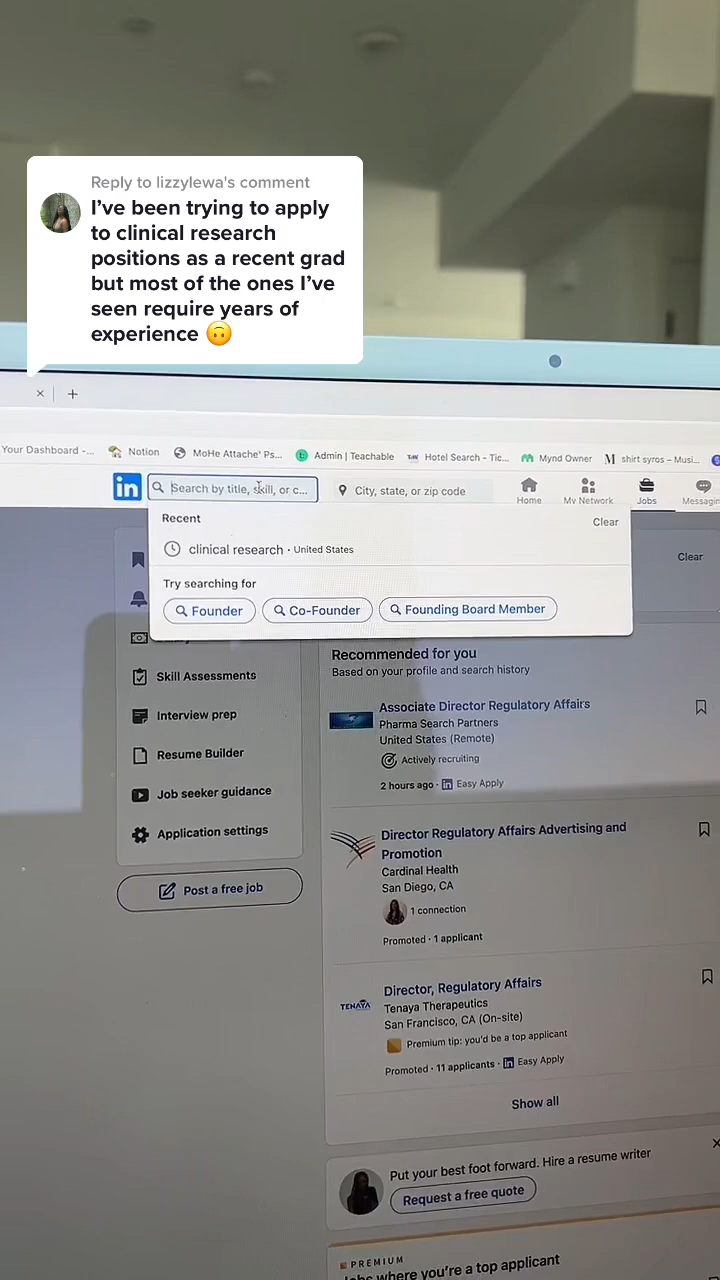 Reply to lizzylewa's comment
I've been trying to apply
to clinical research
positions as a recent grad
but most of the ones I've
seen require years of
experience 🙃
Your Dashboard -...
Notion
MoHe Attache' Ps...
Admin | Teachable
Hotel Search - Tic...
Mynd Owner
shirt syros – Musi...
in
Search by title, skill, or c...
City, state, or zip code
Home
My Network
Jobs
Messagin
Recent
Clear
clinical research · United States
Clear
Try searching for
Founder
Co-Founder
Founding Board Member
Skill Assessments
Interview prep
Resume Builder
Job seeker guidance
Application settings
Post a free job
Recommended for you
Based on your profile and search history
Associate Director Regulatory Affairs
Pharma Search Partners
United States (Remote)
Actively recruiting
2 hours ago · in Easy Apply
Director Regulatory Affairs Advertising and
Promotion
Cardinal Health
San Diego, CA
1 connection
Promoted · 1 applicant
TENAYA
Director, Regulatory Affairs
Tenaya Therapeutics
San Francisco, CA (On-site)
Premium tip: you'd be a top applicant
Promoted · 11 applicants · in Easy Apply
Show all
Put your best foot forward. Hire a resume writer
Request a free quote
PREMIUM
where you're a top applicant